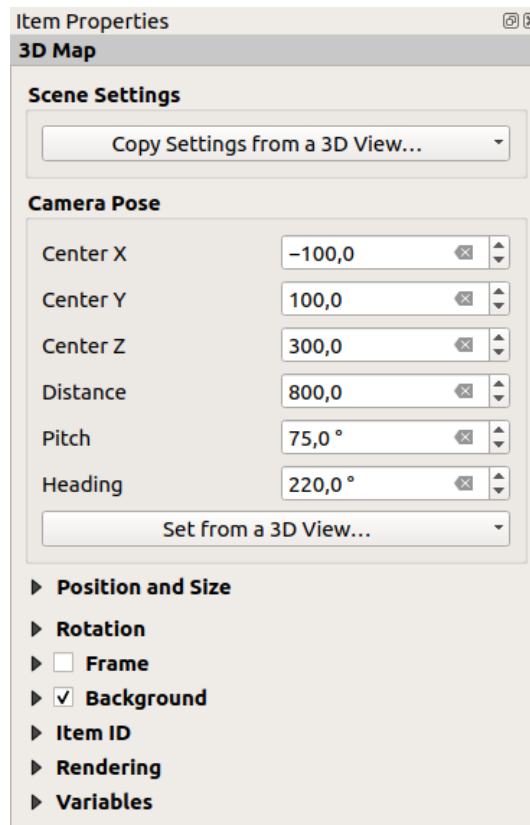 Item Properties
3D Map
Scene Settings
Copy Settings from a 3D View…
Camera Pose
Center X −100,0
Center Y 100,0
Center Z 300,0
Distance 800,0
Pitch 75,0 °
Heading 220,0 °
Set from a 3D View…
Position and Size
Rotation
Frame
Background
Item ID
Rendering
Variables